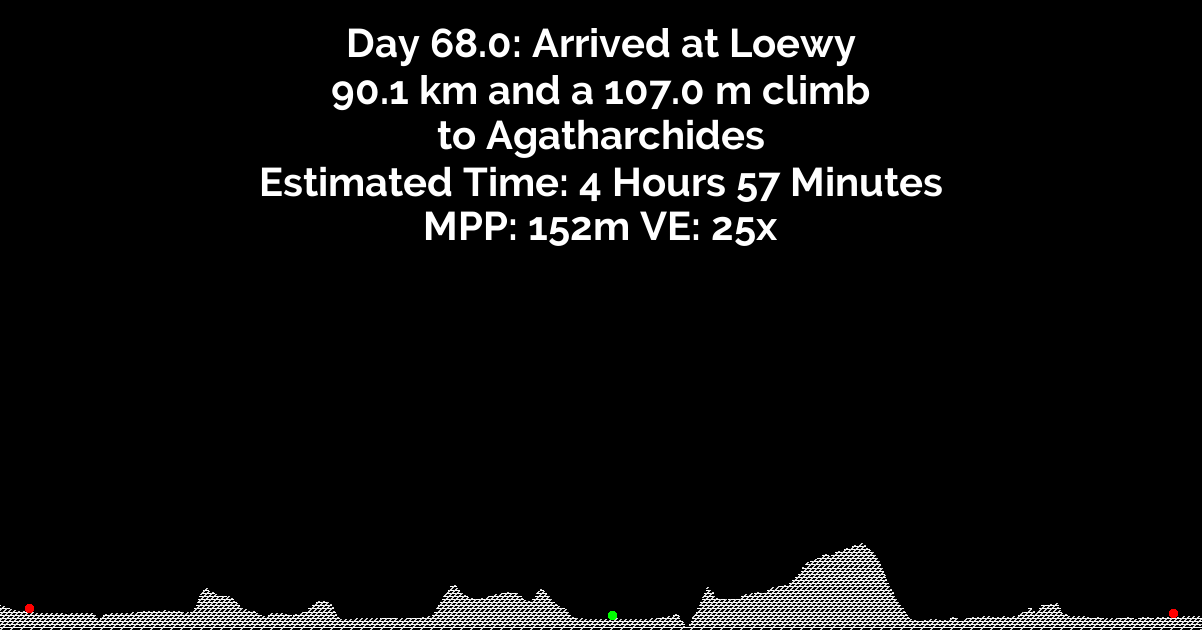 Day 68.0: Arrived at Loewy
90.1 km and a 107.0 m climb
to Agatharchides
Estimated Time: 4 Hours 57 Minutes
MPP: 152m VE: 25x